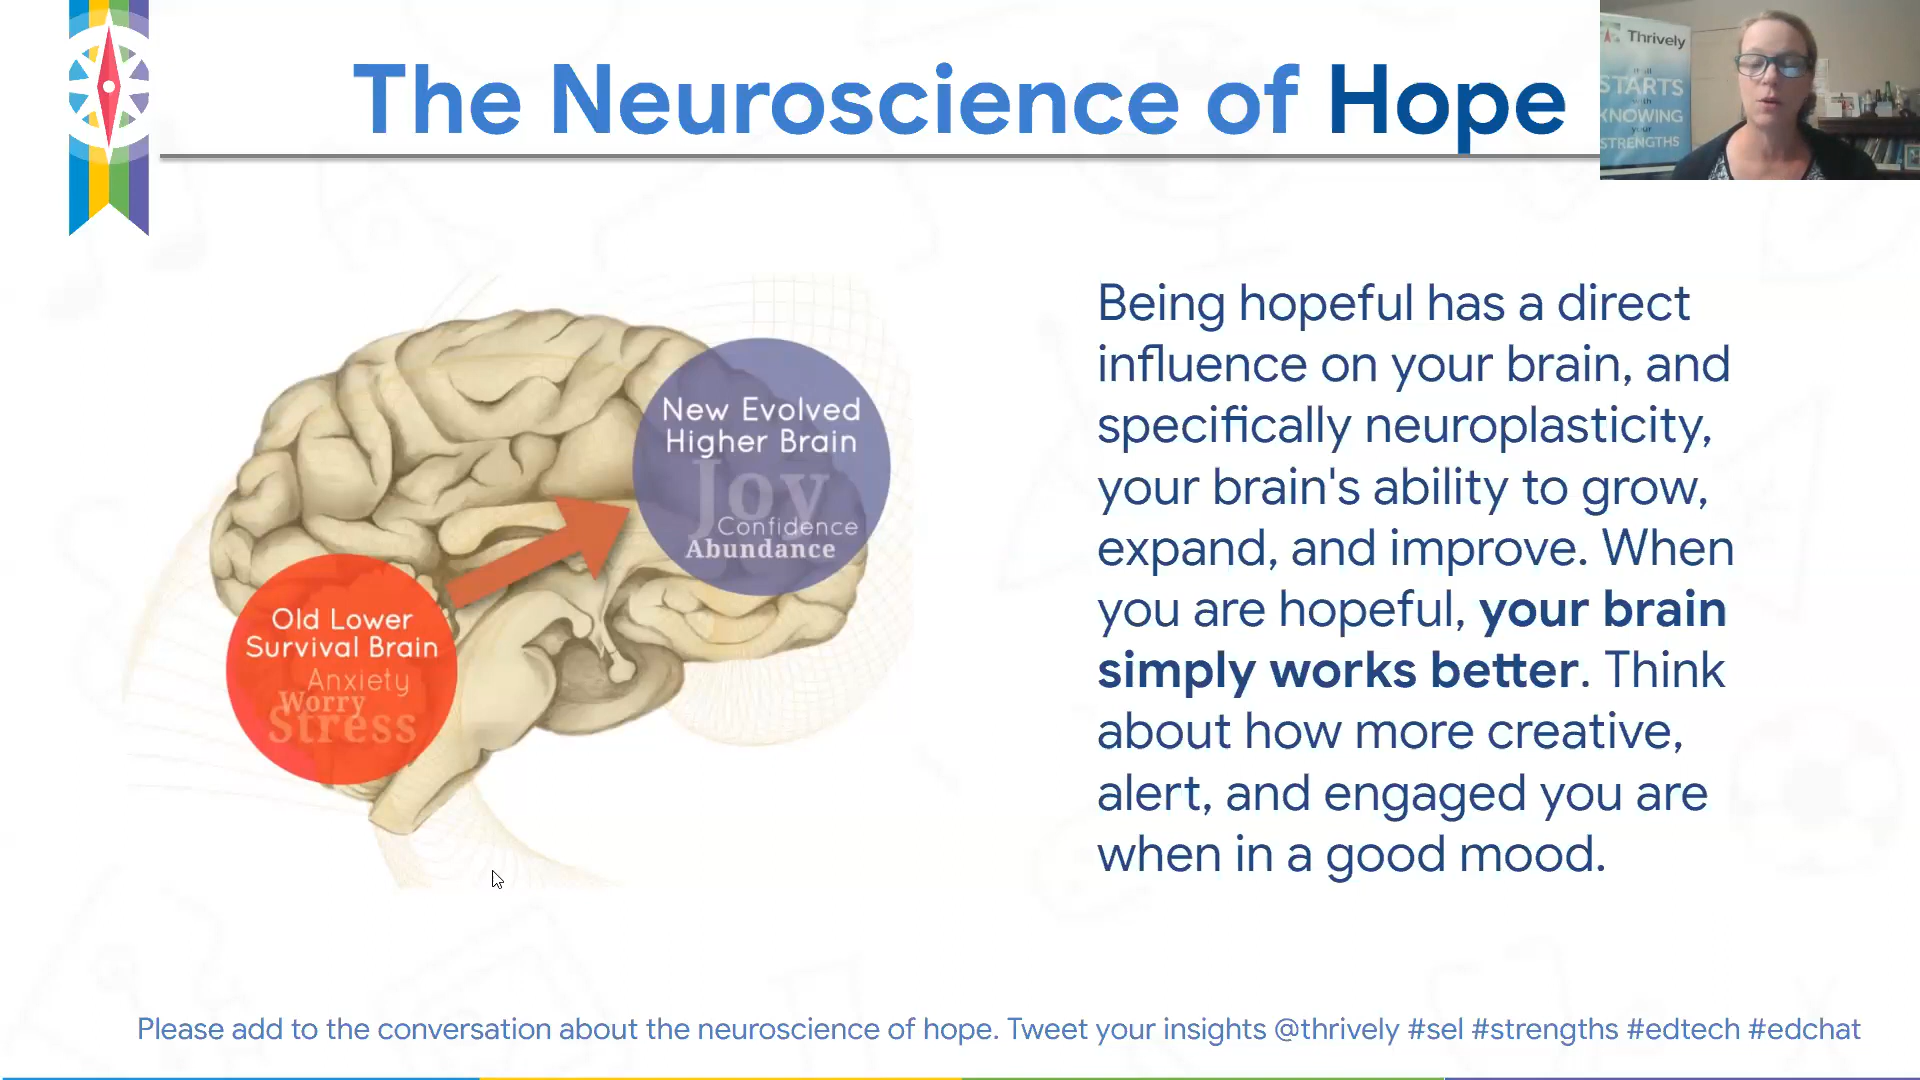 The Neuroscience of Hope
Thrively
it all
STARTS
with
KNOWING
your
STRENGTHS
New Evolved
Higher Brain
Joy
Confidence
Abundance
Old Lower
Survival Brain
Anxiety
Worry
Stress
Being hopeful has a direct
influence on your brain, and
specifically neuroplasticity,
your brain's ability to grow,
expand, and improve. When
you are hopeful, your brain
simply works better. Think
about how more creative,
alert, and engaged you are
when in a good mood.
Please add to the conversation about the neuroscience of hope. Tweet your insights @thrively #sel #strengths #edtech #edchat